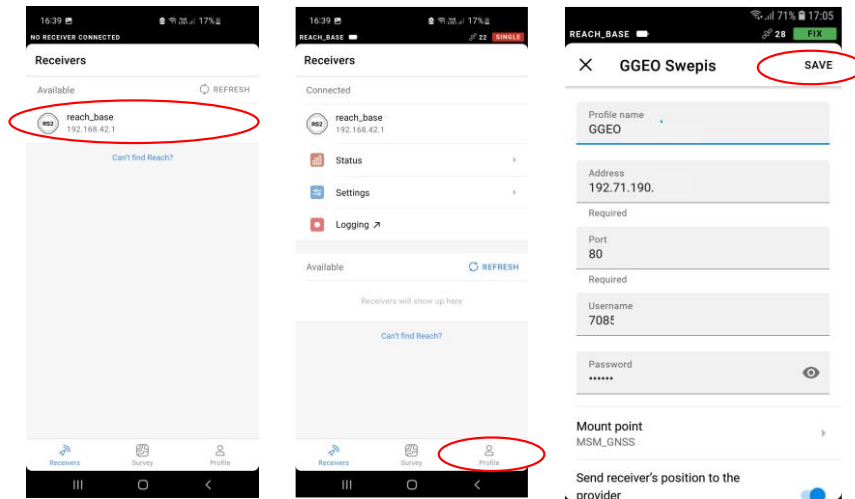 16:39 17%
NO RECEIVER CONNECTED
Receivers
Available REFRESH
RS2 reach_base
192.168.42.1
Can't find Reach?
Receivers Survey Profile
16:39 17%
REACH_BASE 22 SINGLE
Receivers
Connected
RS2 reach_base
192.168.42.1
Status
Settings
Logging
Available REFRESH
Receivers will show up here
Can't find Reach?
Receivers Survey Profile
71% 17:05
REACH_BASE 28 FIX
GGEO Swepis SAVE
Profile name
GGEO
Address
192.71.190.
Required
Port
80
Required
Username
7085
Password
••••••
Mount point
MSM_GNSS
Send receiver's position to the
provider